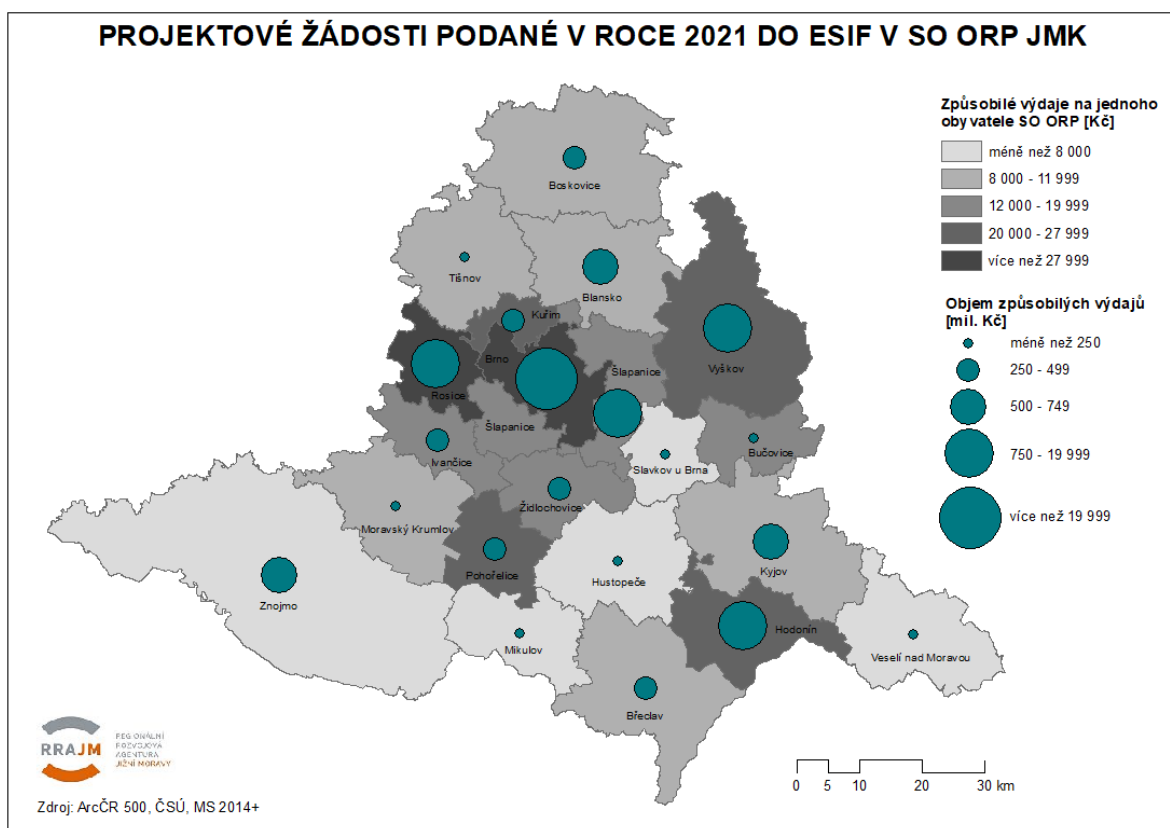 PROJEKTOVÉ ŽÁDOSTI PODANÉ V ROCE 2021 DO ESIF V SO ORP JMK
Způsobilé výdaje na jednoho
obyvatele SO ORP [Kč]
méně než 8 000
8 000 - 11 999
12 000 - 19 999
20 000 - 27 999
více než 27 999
Objem způsobilých výdajů
[mil. Kč]
méně než 250
250 - 499
500 - 749
750 - 19 999
více než 19 999
Boskovice
Tišnov
Blansko
Kuřim
Brno
Šlapanice
Vyškov
Rosice
Šlapanice
Ivančice
Slavkov u Brna
Bučovice
Židlochovice
Moravský Krumlov
Pohořelice
Hustopeče
Kyjov
Znojmo
Hodonín
Mikulov
Veselí nad Moravou
Břeclav
RRAJM
REGIONÁLNÍ
ROZVOJOVÁ
AGENTURA
JIŽNÍ MORAVY
0 5 10 20 30 km
Zdroj: ArcČR 500, ČSÚ, MS 2014+